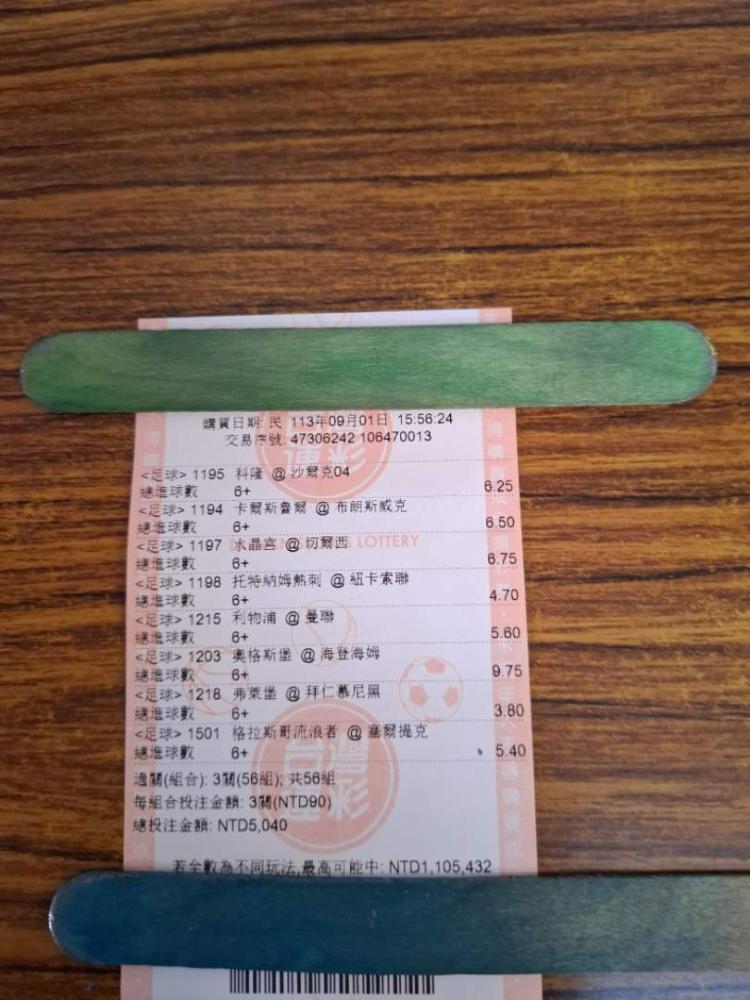 購買日期: 民 113年09月01日 15:56:24
交易序號: 47306242 106470013
<足球> 1195 科隆 @ 沙爾克04
總進球數 6+ 6.25
<足球> 1194 卡爾斯魯爾 @ 布朗斯威克
總進球數 6+ 6.50
<足球> 1197 水晶宮 @ 切爾西
總進球數 6+ 6.75
<足球> 1198 托特納姆熱刺 @ 紐卡索聯
總進球數 6+ 4.70
<足球> 1215 利物浦 @ 曼聯
總進球數 6+ 5.60
<足球> 1203 奧格斯堡 @ 海登海姆
總進球數 6+ 9.75
<足球> 1218 弗萊堡 @ 拜仁慕尼黑
總進球數 6+ 3.80
<足球> 1501 格拉斯哥流浪者 @ 塞爾提克
總進球數 6+ 5.40
過關(組合): 3關(56組); 共56組
每組合投注金額: 3關(NTD90)
總投注金額: NTD5,040
若全數為不同玩法,最高可能中: NTD1,105,432